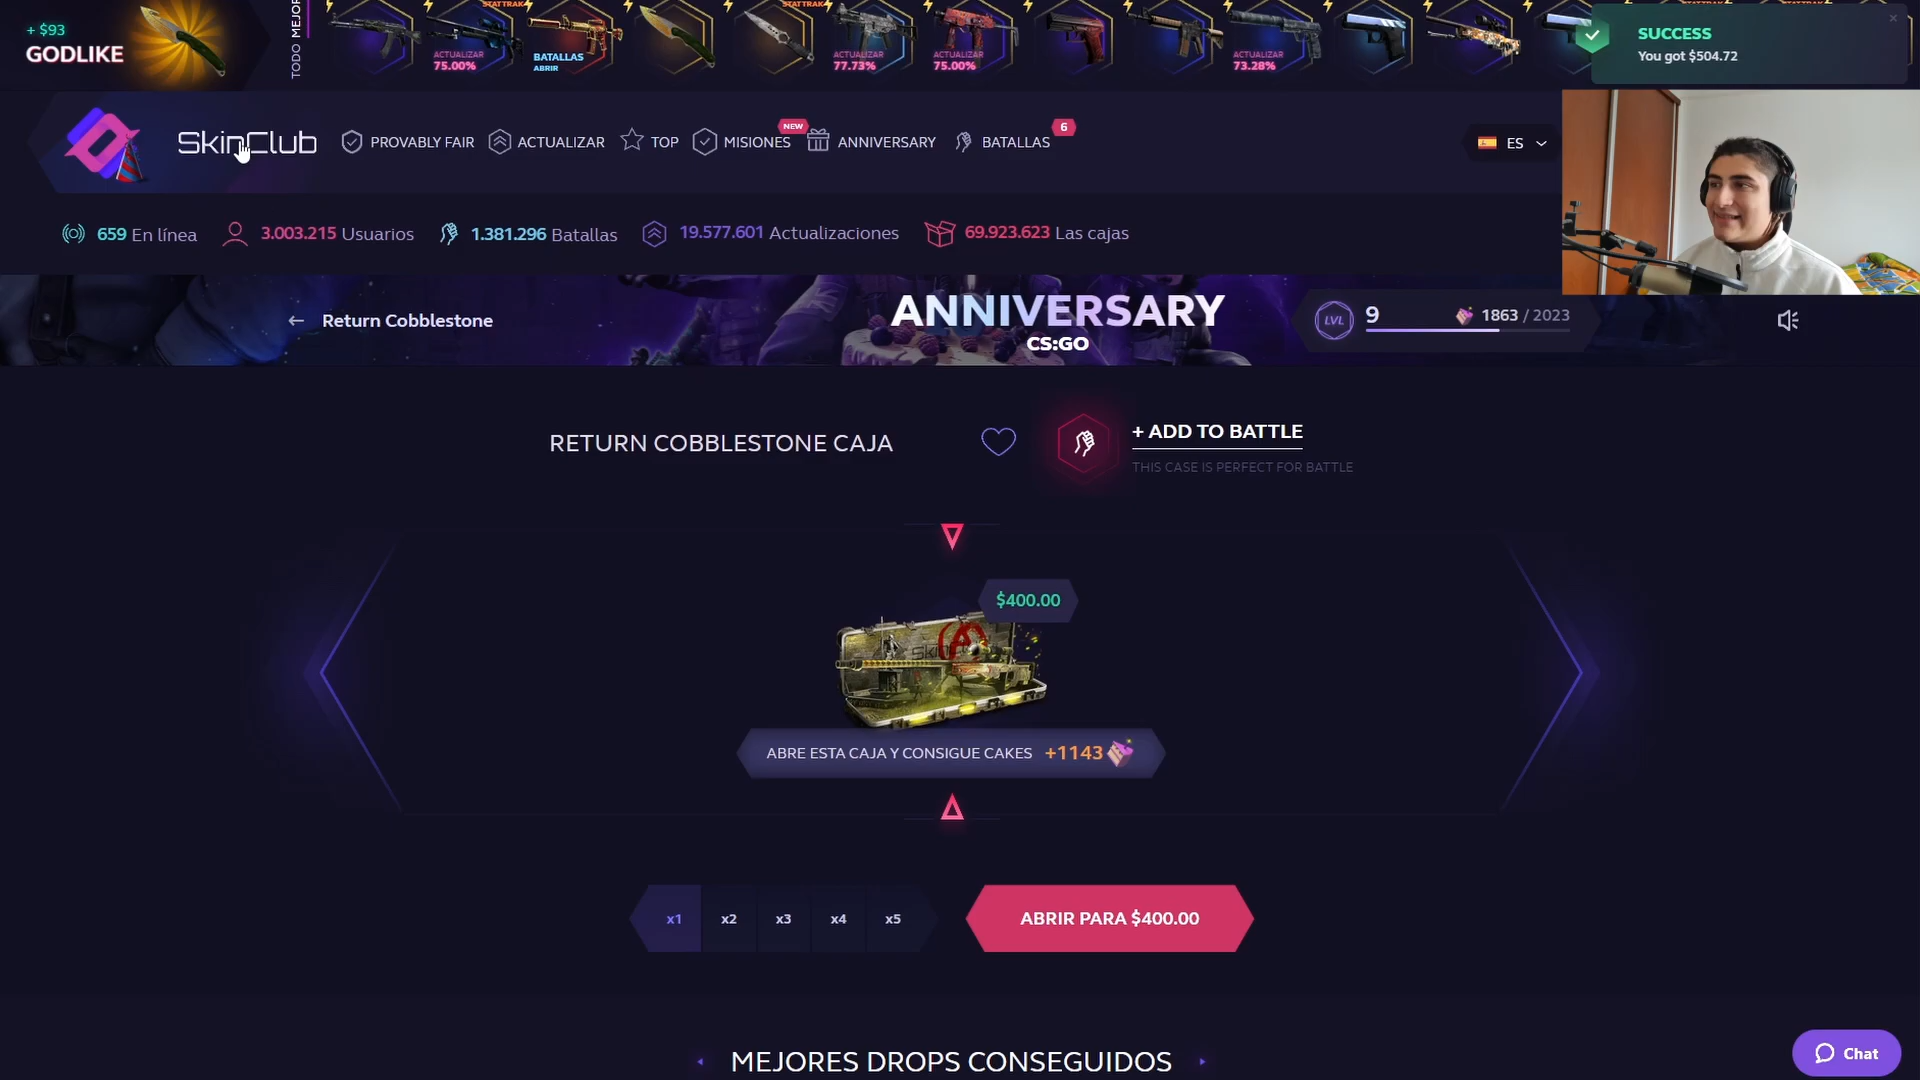 + $93
GODLIKE
TODO
MEJOR
ACTUALIZAR
75.00%
STATTRAK
BATALLAS
ABRIR
STATTRAK
ACTUALIZAR
77.73%
ACTUALIZAR
75.00%
ACTUALIZAR
73.28%
SUCCESS
You got $504.72
SkinClub
PROVABLY FAIR
ACTUALIZAR
TOP
MISIONES
NEW
ANNIVERSARY
BATALLAS
6
ES
659 En línea
3.003.215 Usuarios
1.381.296 Batallas
19.577.601 Actualizaciones
69.923.623 Las cajas
Return Cobblestone
ANNIVERSARY
CS:GO
LVL
9
1863 / 2023
RETURN COBBLESTONE CAJA
+ ADD TO BATTLE
THIS CASE IS PERFECT FOR BATTLE
$400.00
ABRE ESTA CAJA Y CONSIGUE CAKES +1143
x1
x2
x3
x4
x5
ABRIR PARA $400.00
MEJORES DROPS CONSEGUIDOS
Chat